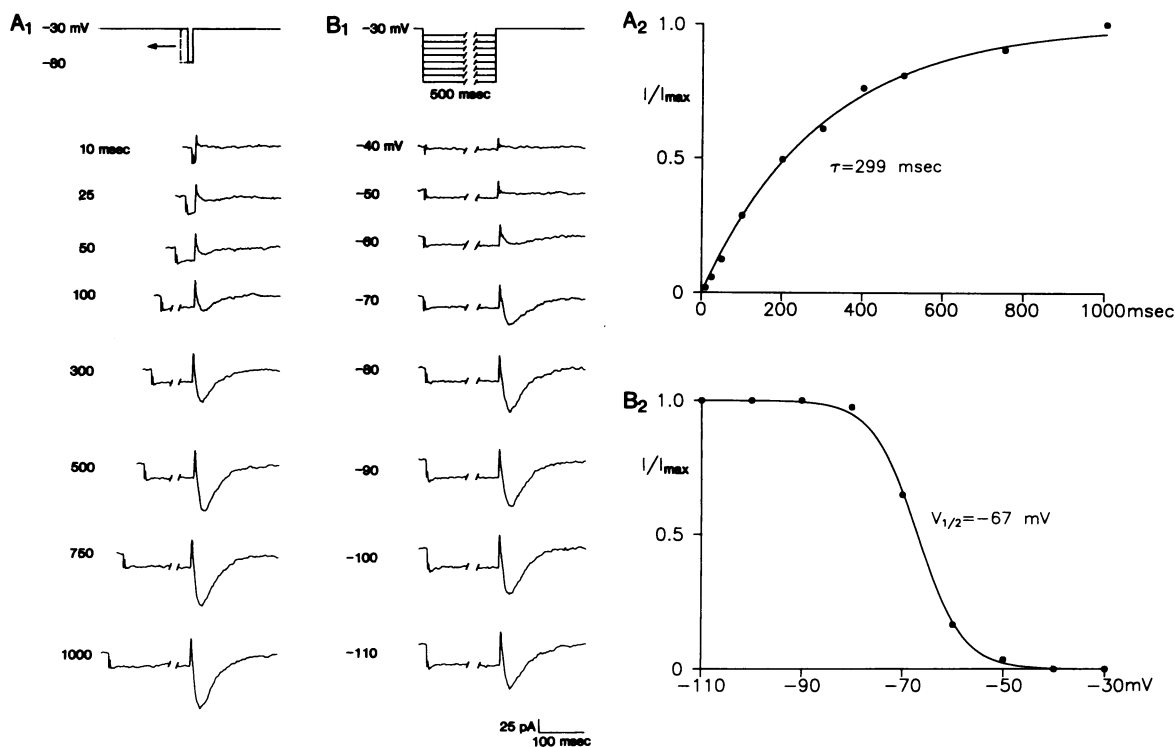 A1
-30 mV
-80
10 msec
25
50
100
300
500
750
1000
B1
-30 mV
500 msec
-40 mV
-50
-60
-70
-80
-90
-100
-110
25 pA
100 msec
A2
1.0
I/Imax
0.5
τ=299 msec
0
0 200 400 600 800 1000msec
B2
1.0
I/Imax
0.5
V1/2=-67 mV
0
-110 -90 -70 -50 -30mV